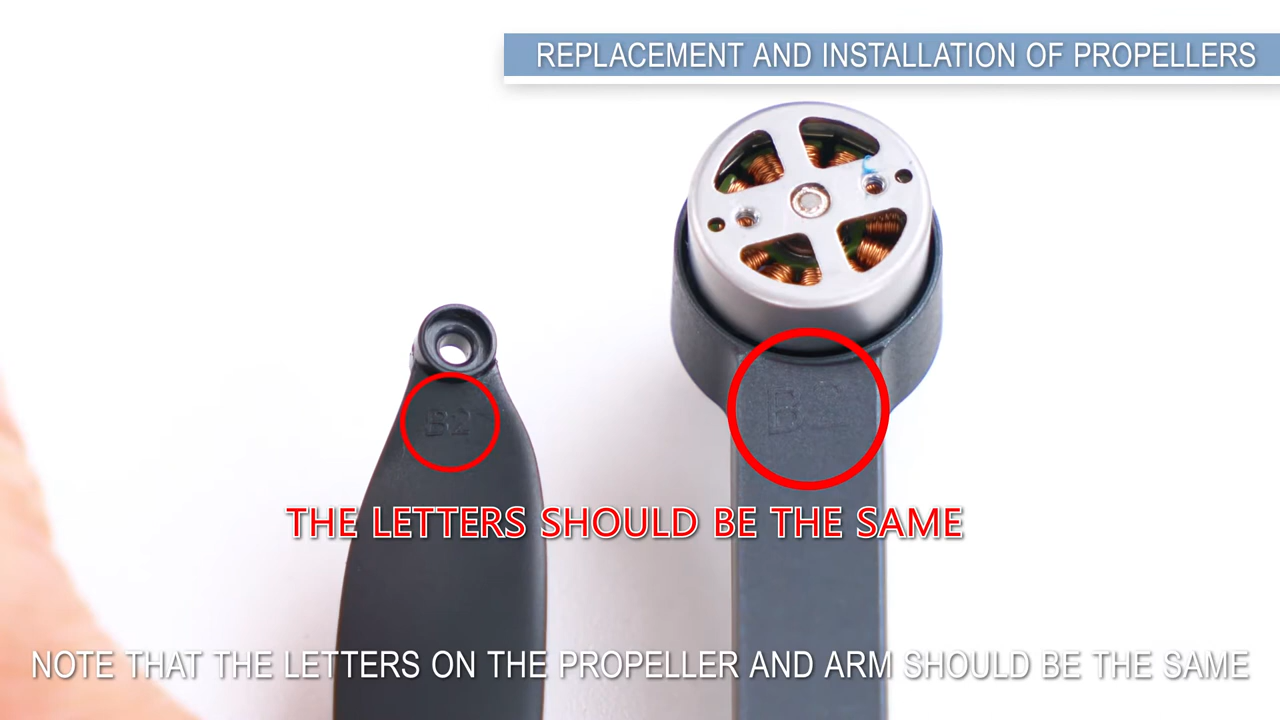 REPLACEMENT AND INSTALLATION OF PROPELLERS
B2
B2
THE LETTERS SHOULD BE THE SAME
NOTE THAT THE LETTERS ON THE PROPELLER AND ARM SHOULD BE THE SAME